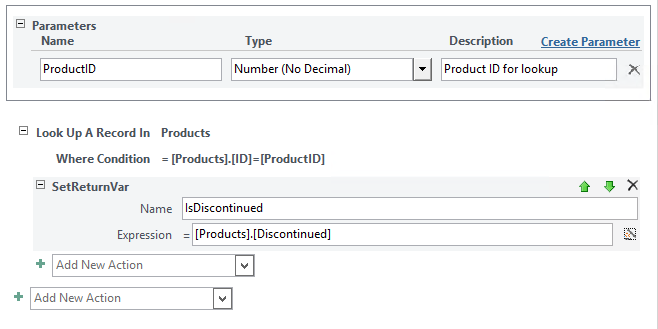 Parameters
Name Type Description Create Parameter
ProductID Number (No Decimal) Product ID for lookup
Look Up A Record In Products
Where Condition = [Products].[ID]=[ProductID]
SetReturnVar
Name IsDiscontinued
Expression = [Products].[Discontinued]
Add New Action
Add New Action